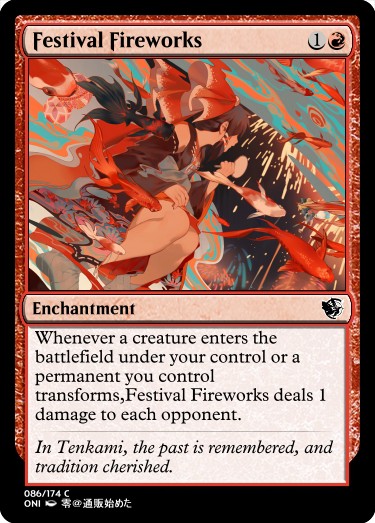 Festival Fireworks 1
Enchantment
Whenever a creature enters the
battlefield under your control or a
permanent you control
transforms,Festival Fireworks deals 1
damage to each opponent.
In Tenkami, the past is remembered, and
tradition cherished.
086/174 C
ONI 零@通販始めた